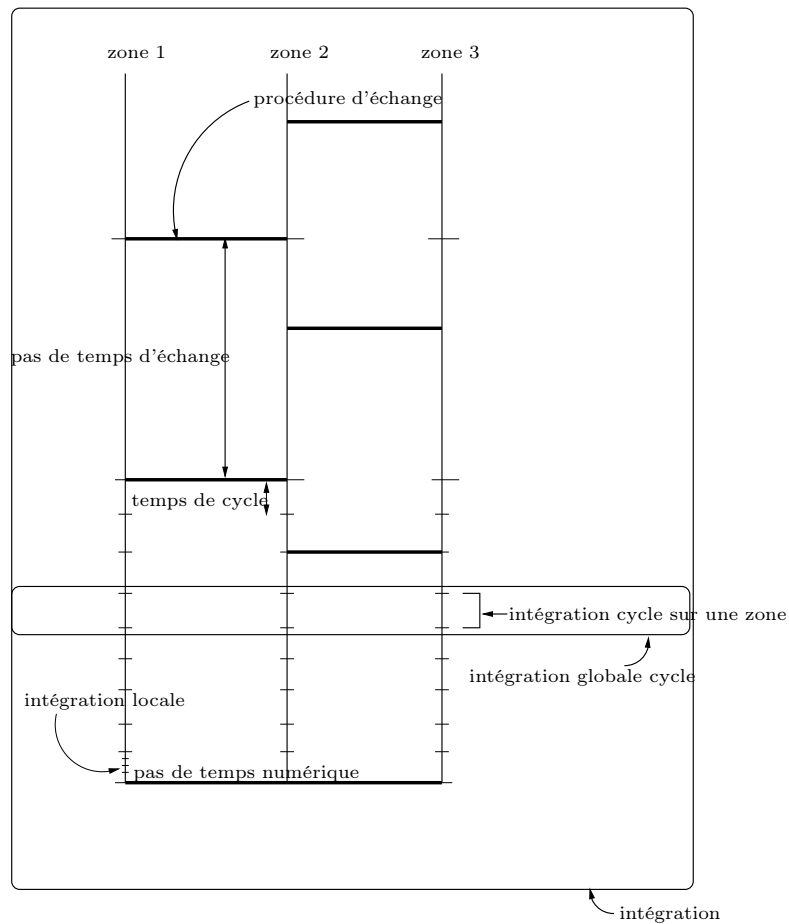 zone 1
zone 2
zone 3
procédure d'échange
pas de temps d'échange
temps de cycle
intégration cycle sur une zone
intégration globale cycle
intégration locale
pas de temps numérique
intégration